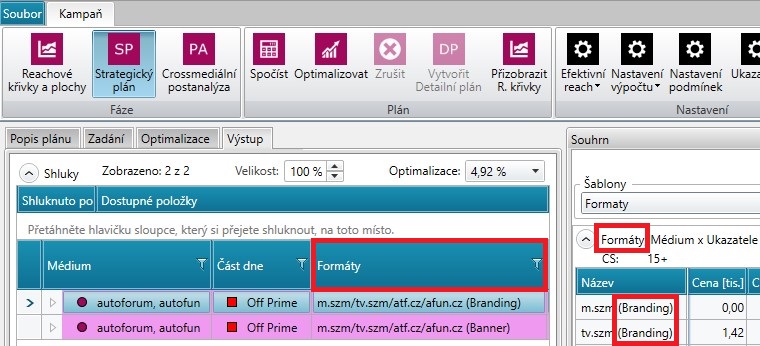 Soubor Kampaň
SP PA DP
Reachové křivky a plochy
Strategický plán
Crossmediální postanalýza
Spočíst
Optimalizovat
Zrušit
Vytvořit Detailní plán
Přizobrazit R. křivky
Efektivní reach
Nastavení výpočtu
Nastavení podmínek
Ukaza
Fáze Plán Nastavení
Popis plánu Zadání Optimalizace Výstup
Shluky Zobrazeno: 2 z 2 Velikost: 100 % Optimalizace: 4,92 %
Shluknuto po Dostupné položky
Přetáhněte hlavičku sloupce, který si přejete shluknout, na toto místo.
Médium Část dne Formáty
autoforum, autofun Off Prime m.szm/tv.szm/atf.cz/afun.cz (Branding)
autoforum, autofun Off Prime m.szm/tv.szm/atf.cz/afun.cz (Banner)
Souhrn
Šablony
Formaty
Formáty Médium x Ukazatele
CS: 15+
Název Cena [tis.] C
m.szm (Branding) 0,00
tv.szm (Branding) 1,42